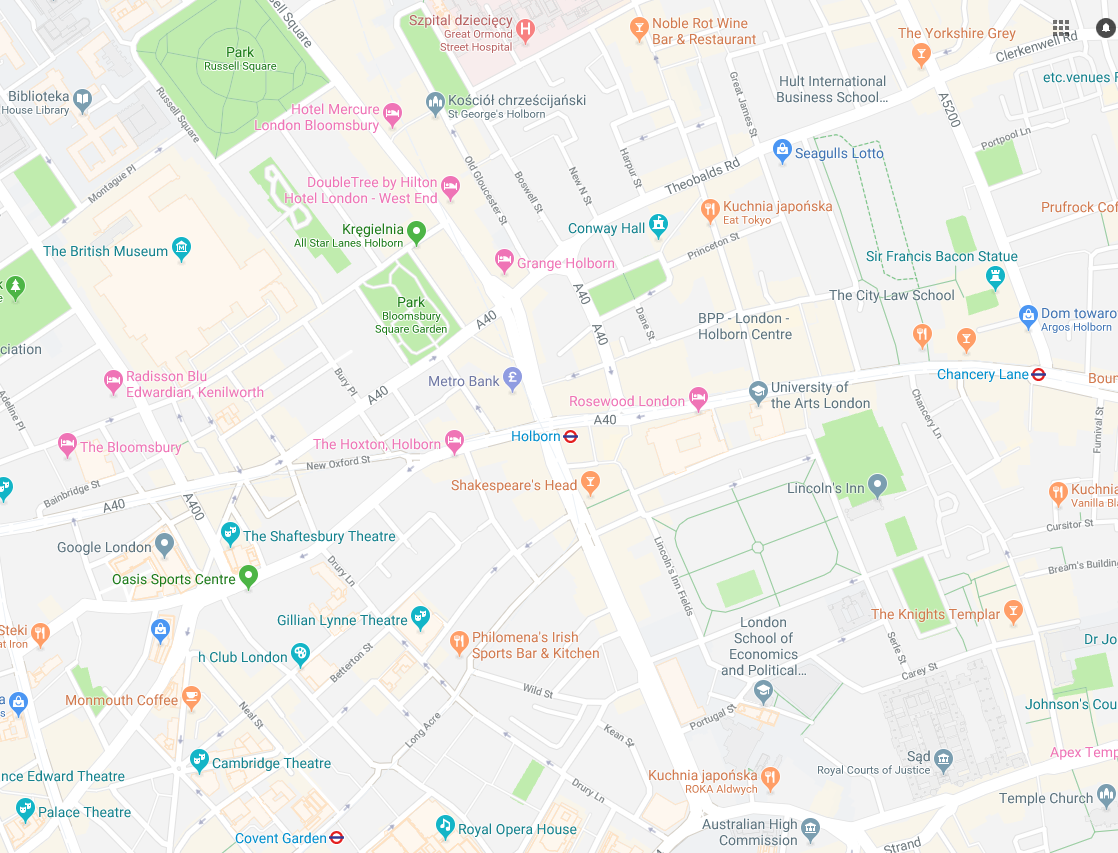 Szpital dziecięcy
Great Ormond
Street Hospital
Noble Rot Wine
Bar & Restaurant
The Yorkshire Grey
Clerkenwell Rd
Russell Square
Park
Russell Square
Hult International
Business School...
etc.venues
Biblioteka
House Library
Hotel Mercure
London Bloomsbury
Kościół chrześcijański
St George's Holborn
Great James St
A5200
Portpool Ln
Russell Square
Montague Pl
Old Gloucester St
Boswell St
New N St
Harpur St
Theobalds Rd
Seagulls Lotto
DoubleTree by Hilton
Hotel London - West End
Kuchnia japońska
Eat Tokyo
Prufrock Cof
Kręgielnia
All Star Lanes Holborn
Conway Hall
Princeton St
The British Museum
Grange Holborn
Sir Francis Bacon Statue
The City Law School
Park
Bloomsbury
Square Garden
A40
A40
A40
Dane St
BPP - London -
Holborn Centre
Dom towaro
Argos Holborn
ciation
Radisson Blu
Edwardian, Kenilworth
Bury Pl
A40
Metro Bank
Rosewood London
University of
the Arts London
Chancery Lane
Boun
Adeline Pl
The Bloomsbury
The Hoxton, Holborn
Holborn
A40
Chancery Ln
Furnival St
New Oxford St
Bainbridge St
A40
A400
Shakespeare's Head
Lincoln's Inn
Kuchnia
Vanilla Bla
Cursitor St
Google London
The Shaftesbury Theatre
Oasis Sports Centre
Drury Ln
Lincoln's Inn Fields
Bream's Building
Gillian Lynne Theatre
Philomena's Irish
Sports Bar & Kitchen
London
School of
Economics
and Political...
The Knights Templar
Serle St
Carey St
Dr Jo
Steki
at Iron
h Club London
Betterton St
Wild St
Portugal St
Johnson's Cou
Monmouth Coffee
Neal St
Long Acre
Kean St
Apex Temp
Cambridge Theatre
nce Edward Theatre
Palace Theatre
Drury Ln
Kuchnia japońska
ROKA Aldwych
Sąd
Royal Courts of Justice
Temple Church
Covent Garden
Royal Opera House
Australian High
Commission
Strand